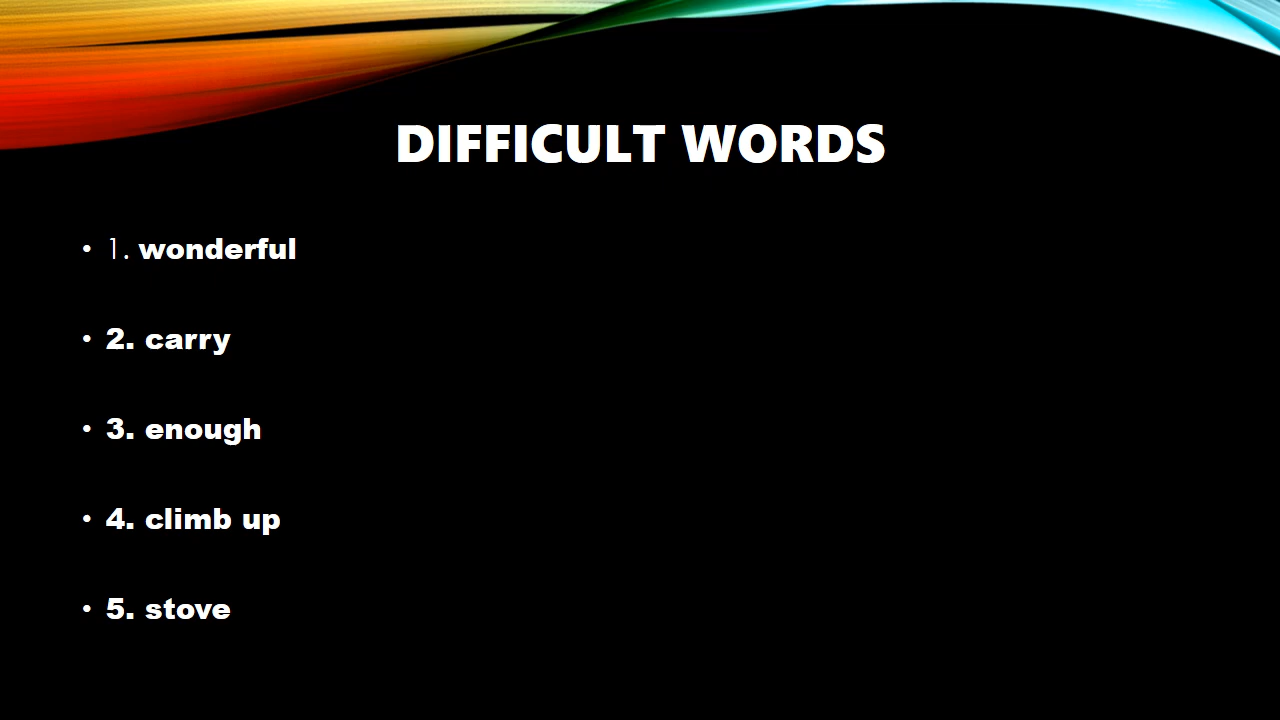 DIFFICULT WORDS
• 1. wonderful
• 2. carry
• 3. enough
• 4. climb up
• 5. stove